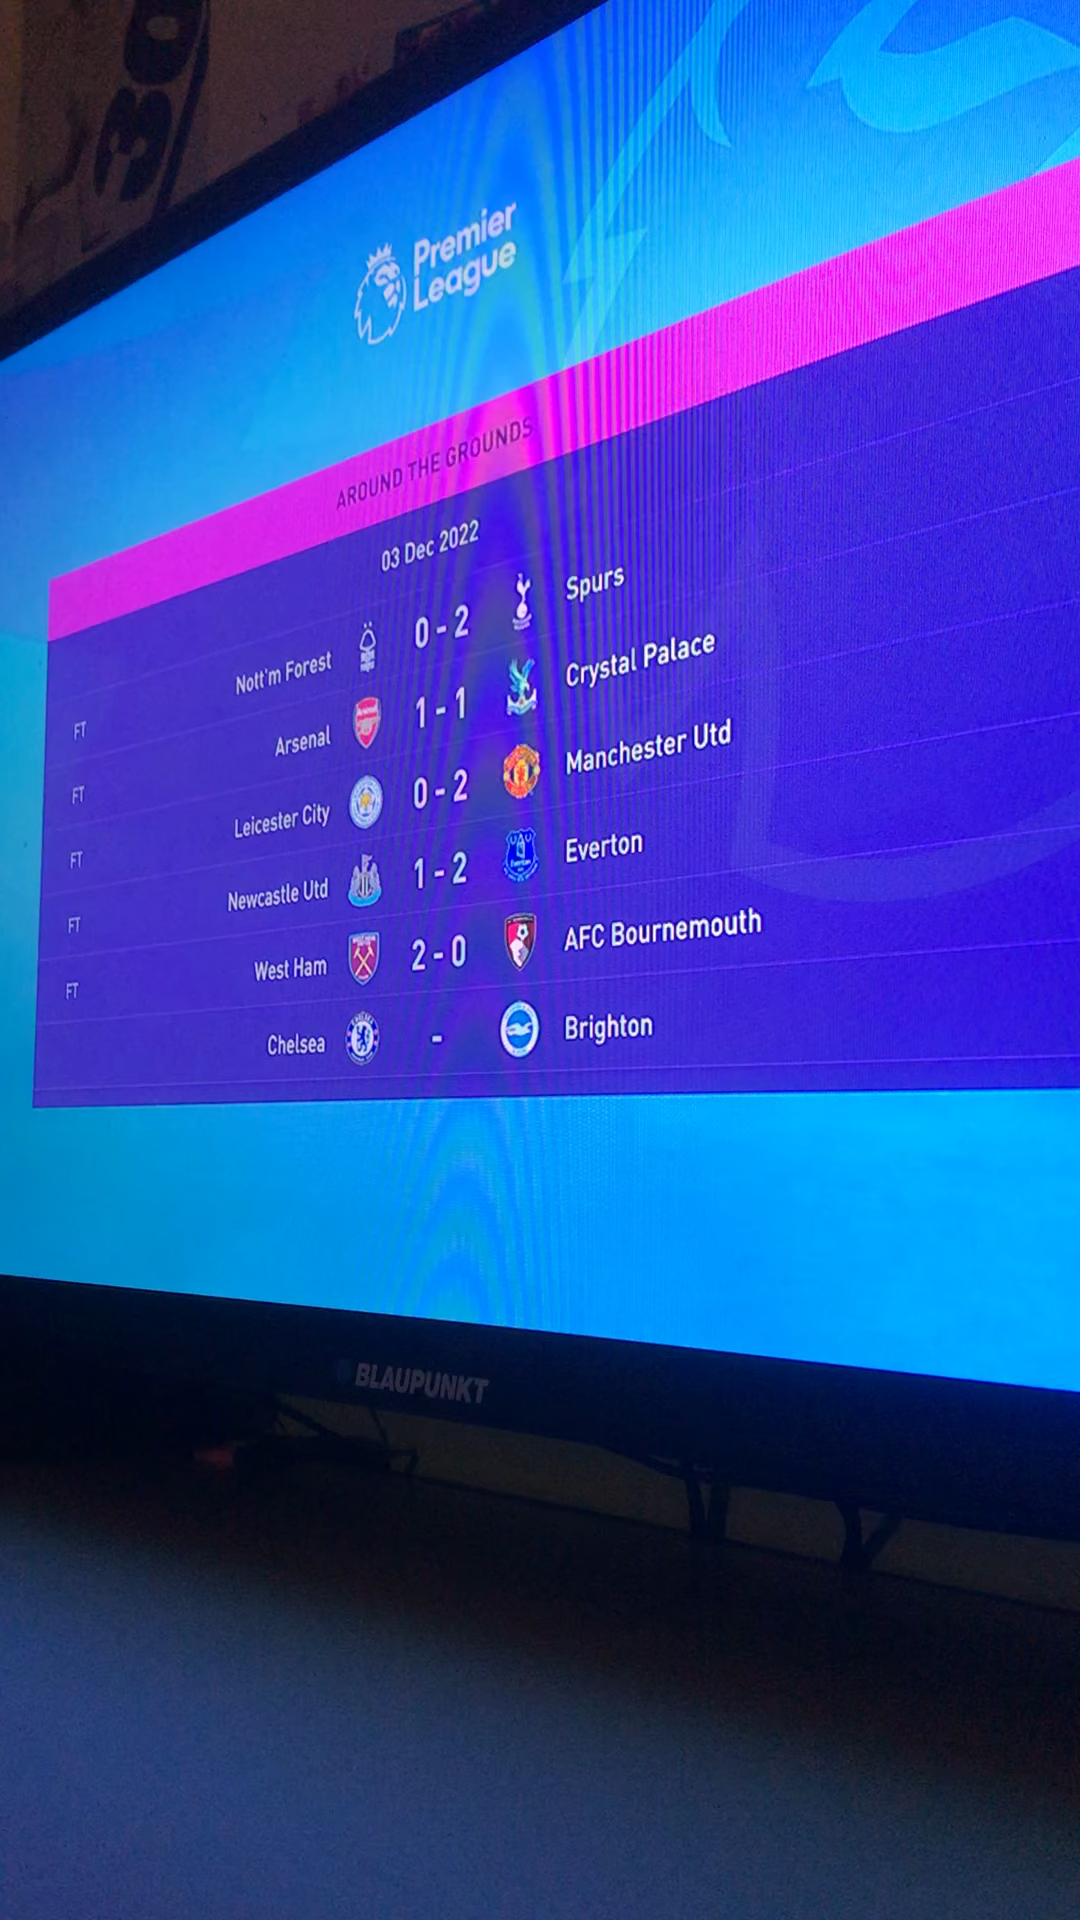 30
Premier
League
AROUND THE GROUNDS
03 Dec 2022
FT Nott'm Forest 0 - 2 Spurs
FT Arsenal 1 - 1 Crystal Palace
FT Leicester City 0 - 2 Manchester Utd
FT Newcastle Utd 1 - 2 Everton
FT West Ham 2 - 0 AFC Bournemouth
Chelsea - Brighton
BLAUPUNKT